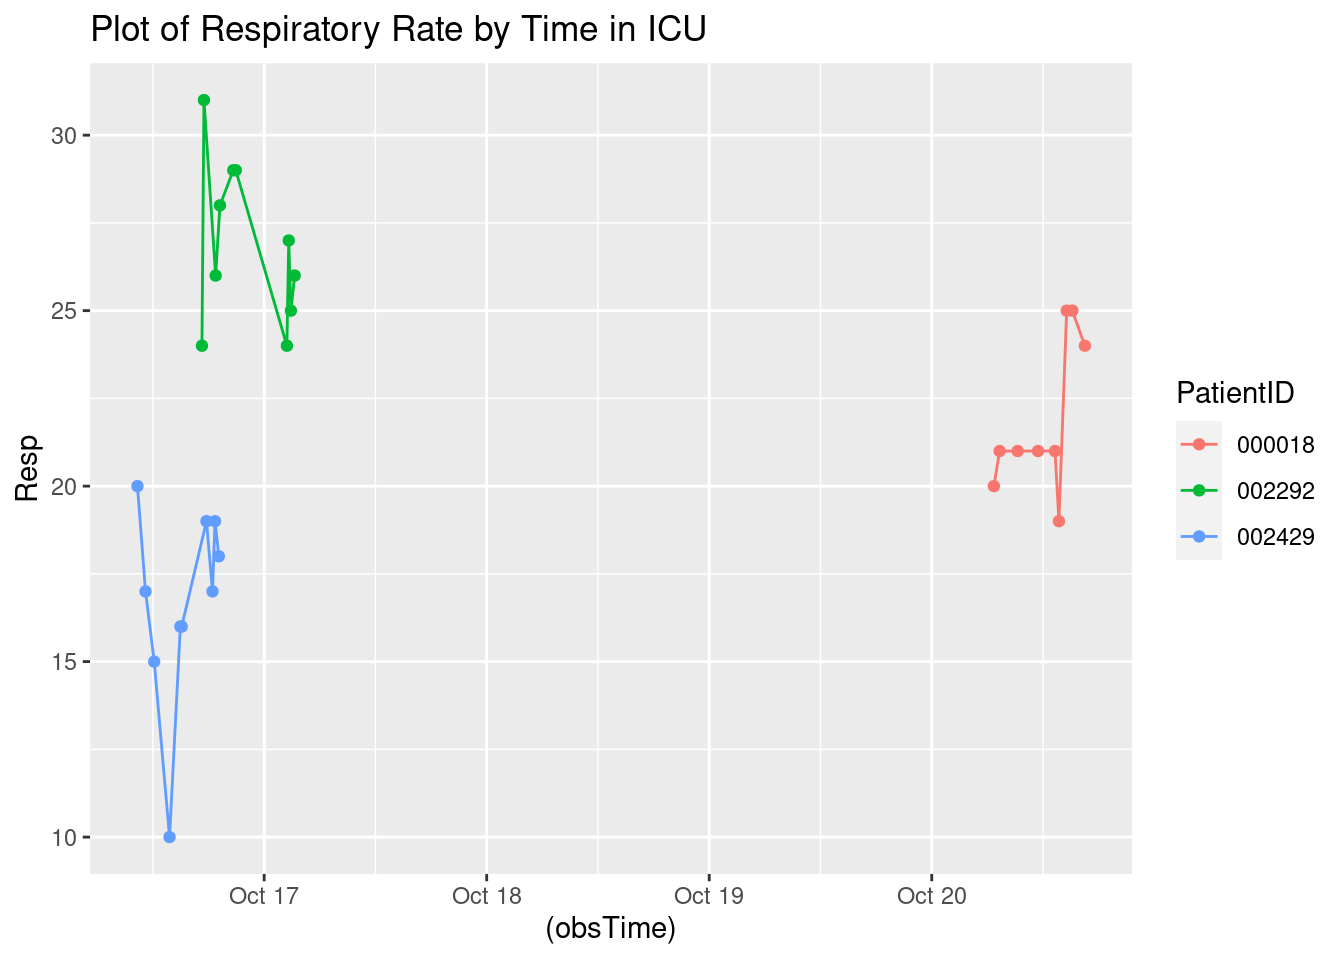 Plot of Respiratory Rate by Time in ICU
30
25
20
15
10
Resp
Oct 17
Oct 18
Oct 19
Oct 20
(obsTime)
PatientID
000018
002292
002429